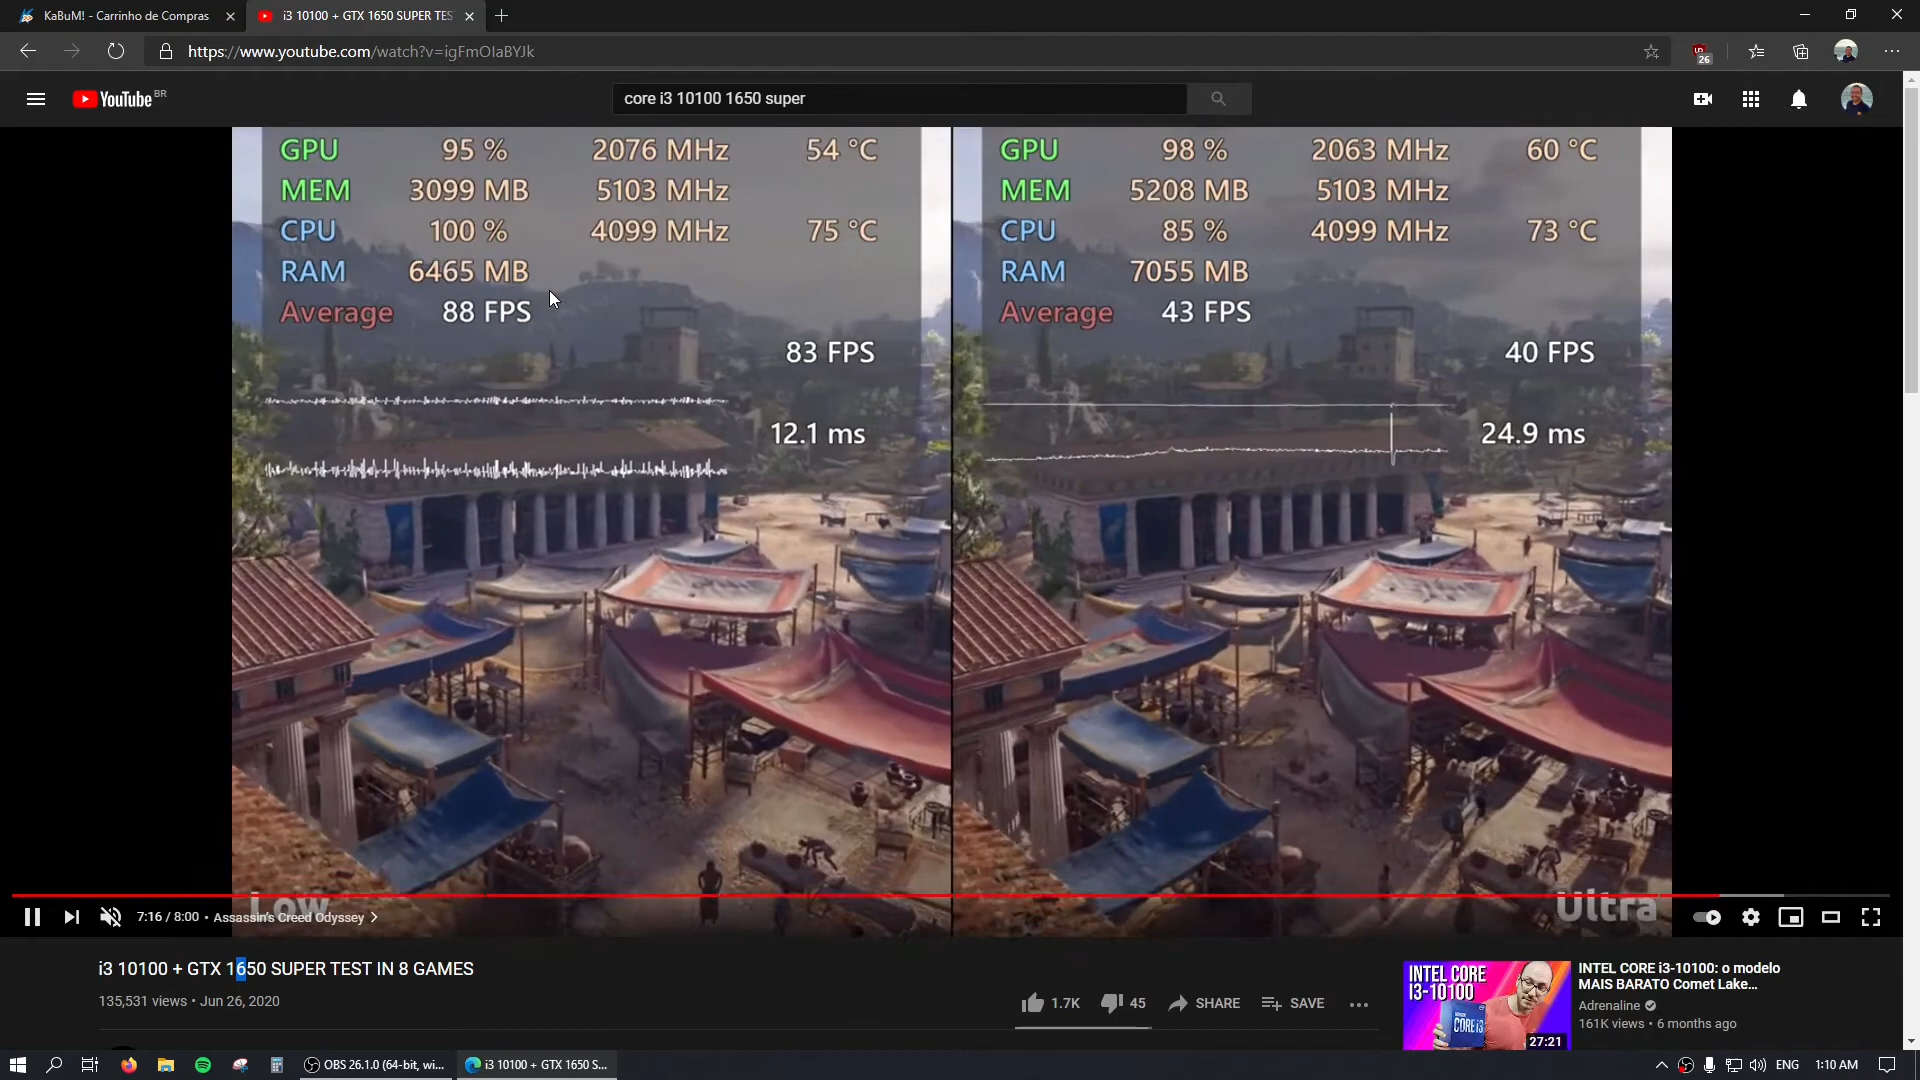 KaBuM! - Carrinho de Compras
i3 10100 + GTX 1650 SUPER TES
https://www.youtube.com/watch?v=igFmOIaBYJk
26
YouTube BR
core i3 10100 1650 super
GPU 95 % 2076 MHz 54 °C
MEM 3099 MB 5103 MHz
CPU 100 % 4099 MHz 75 °C
RAM 6465 MB
Average 88 FPS
83 FPS
12.1 ms
Low
GPU 98 % 2063 MHz 60 °C
MEM 5208 MB 5103 MHz
CPU 85 % 4099 MHz 73 °C
RAM 7055 MB
Average 43 FPS
40 FPS
24.9 ms
Ultra
7:16 / 8:00 • Assassin's Creed Odyssey
i3 10100 + GTX 1650 SUPER TEST IN 8 GAMES
135,531 views • Jun 26, 2020
1.7K 45 SHARE SAVE
INTEL CORE
I3-10100
CORE i3
27:21
INTEL CORE i3-10100: o modelo
MAIS BARATO Comet Lake...
Adrenaline
161K views • 6 months ago
OBS 26.1.0 (64-bit, wi...
i3 10100 + GTX 1650 S...
ENG
1:10 AM